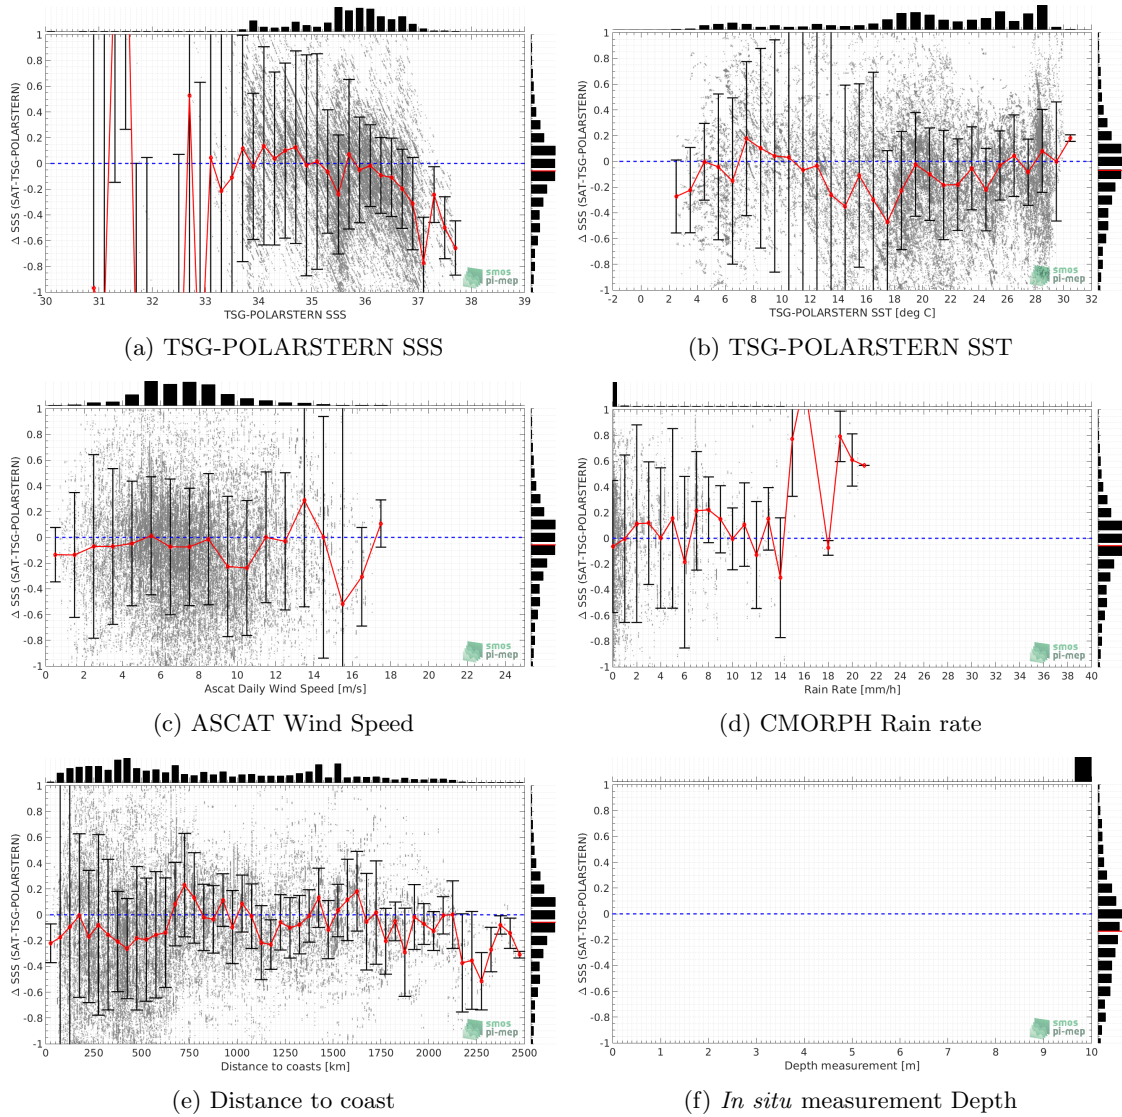 1
0.8
0.6
0.4
0.2
0
-0.2
-0.4
-0.6
-0.8
-1
Δ SSS (SAT-TSG-POLARSTERN)
30 31 32 33 34 35 36 37 38 39
TSG-POLARSTERN SSS
smos
pi-mep
(a) TSG-POLARSTERN SSS
1
0.8
0.6
0.4
0.2
0
-0.2
-0.4
-0.6
-0.8
-1
Δ SSS (SAT-TSG-POLARSTERN)
-2 0 2 4 6 8 10 12 14 16 18 20 22 24 26 28 30 32
TSG-POLARSTERN SST [deg C]
smos
pi-mep
(b) TSG-POLARSTERN SST
1
0.8
0.6
0.4
0.2
0
-0.2
-0.4
-0.6
-0.8
-1
Δ SSS (SAT-TSG-POLARSTERN)
0 2 4 6 8 10 12 14 16 18 20 22 24
Ascat Daily Wind Speed [m/s]
smos
pi-mep
(c) ASCAT Wind Speed
1
0.8
0.6
0.4
0.2
0
-0.2
-0.4
-0.6
-0.8
-1
Δ SSS (SAT-TSG-POLARSTERN)
0 2 4 6 8 10 12 14 16 18 20 22 24 26 28 30 32 34 36 38 40
Rain Rate [mm/h]
smos
pi-mep
(d) CMORPH Rain rate
1
0.8
0.6
0.4
0.2
0
-0.2
-0.4
-0.6
-0.8
-1
Δ SSS (SAT-TSG-POLARSTERN)
0 250 500 750 1000 1250 1500 1750 2000 2250 2500
Distance to coasts [km]
smos
pi-mep
(e) Distance to coast
1
0.8
0.6
0.4
0.2
0
-0.2
-0.4
-0.6
-0.8
-1
Δ SSS (SAT-TSG-POLARSTERN)
0 1 2 3 4 5 6 7 8 9 10
Depth measurement [m]
smos
pi-mep
(f) In situ measurement Depth